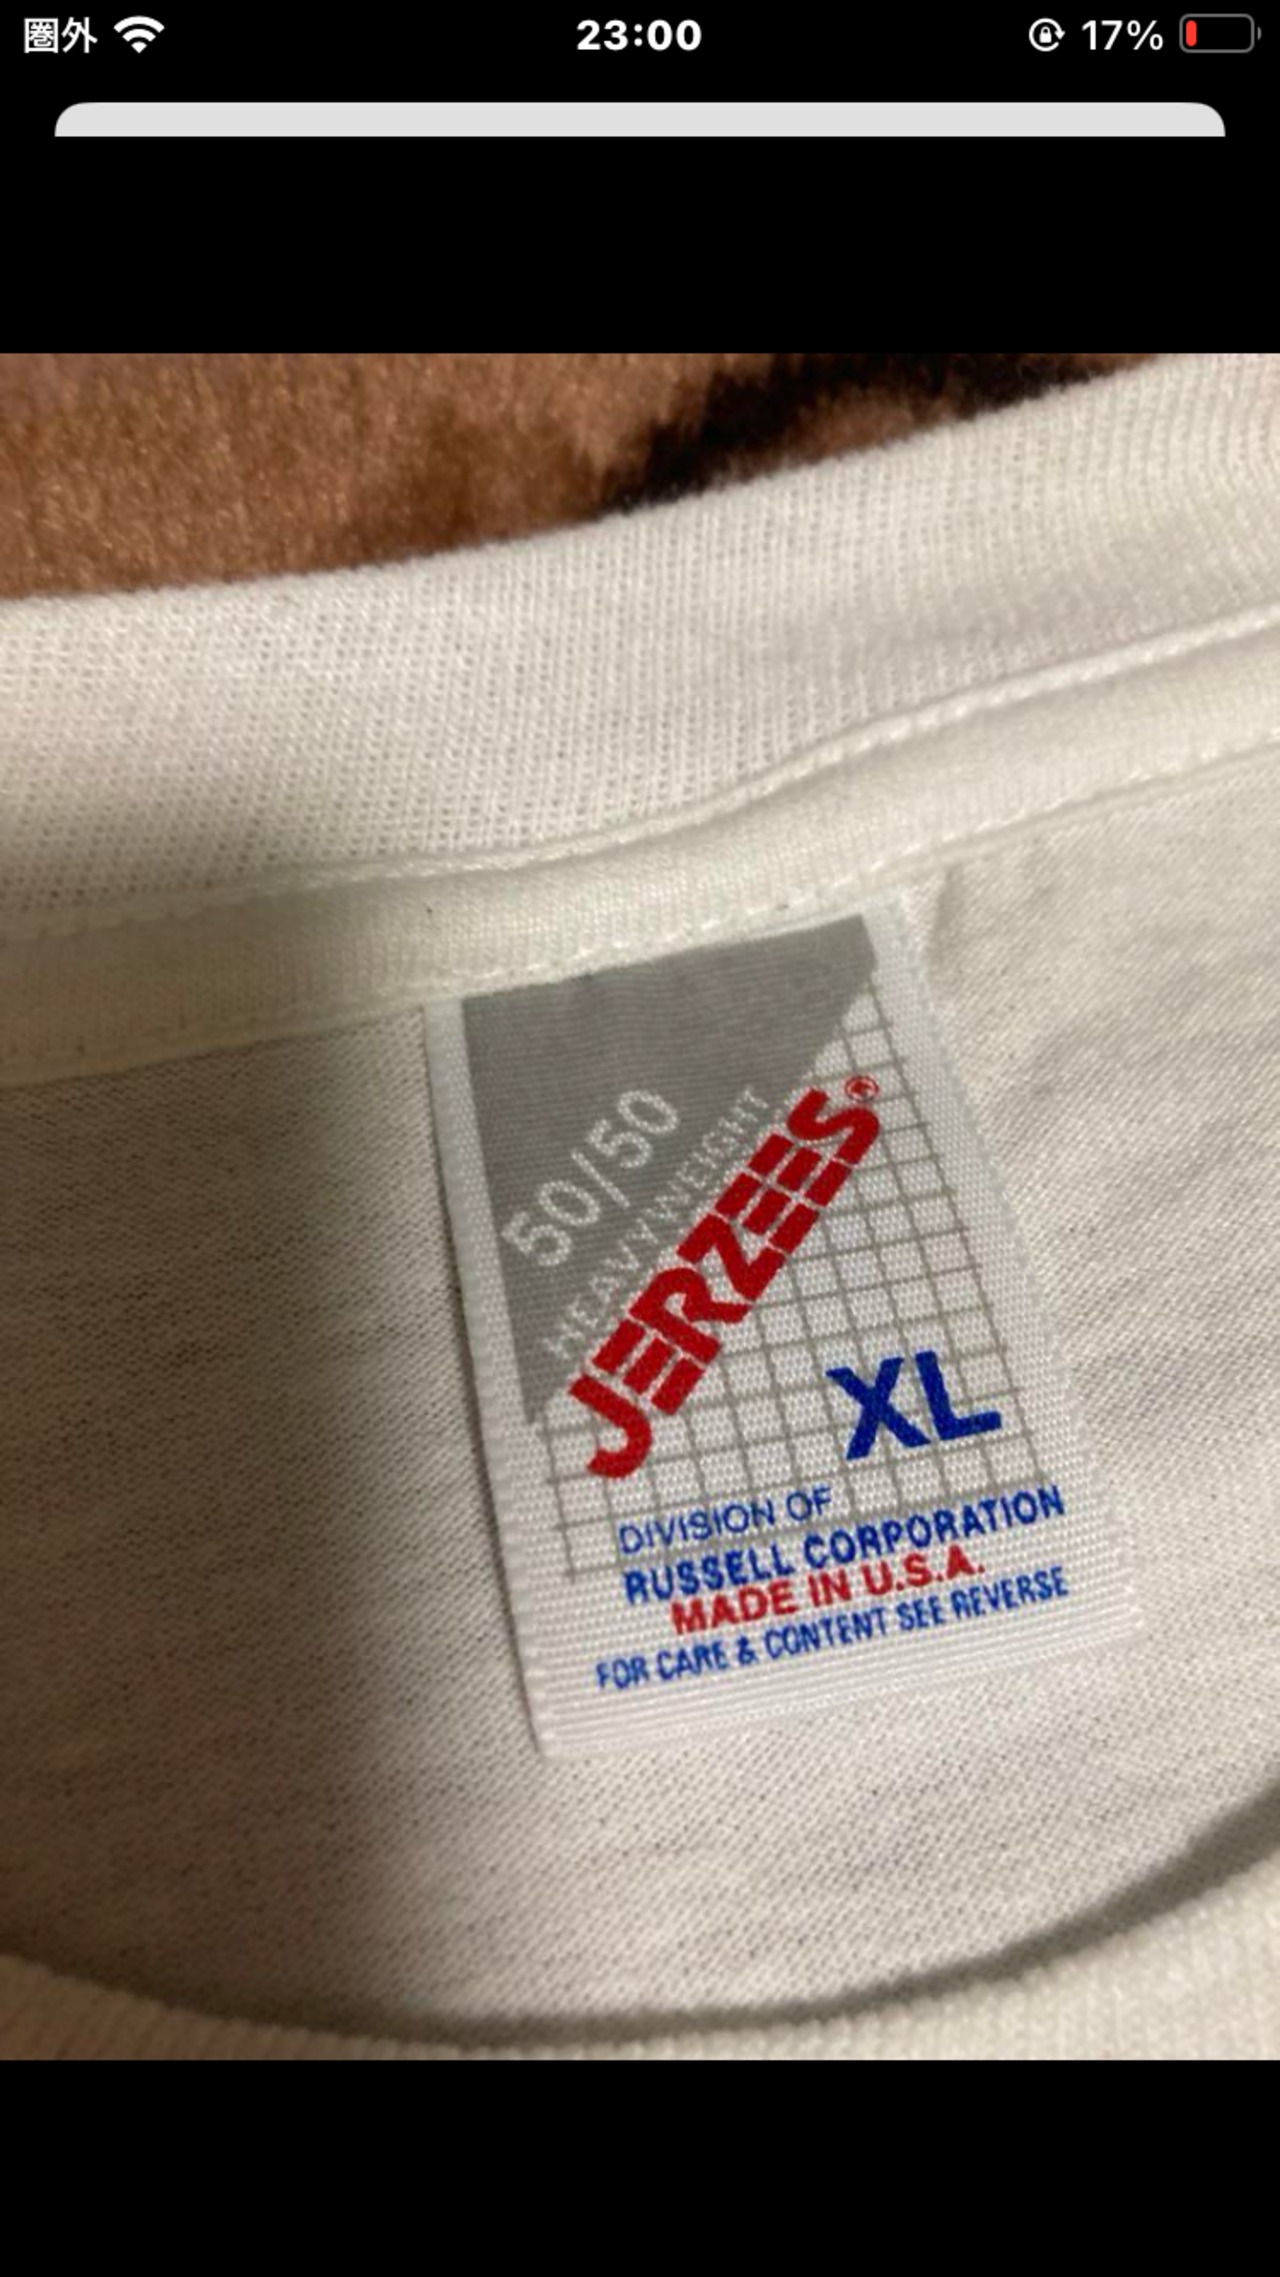 圏外 23:00 17%
50/50
HEAVYWEIGHT
JERZEES®
XL
DIVISION OF
RUSSELL CORPORATION
MADE IN U.S.A.
FOR CARE & CONTENT SEE REVERSE